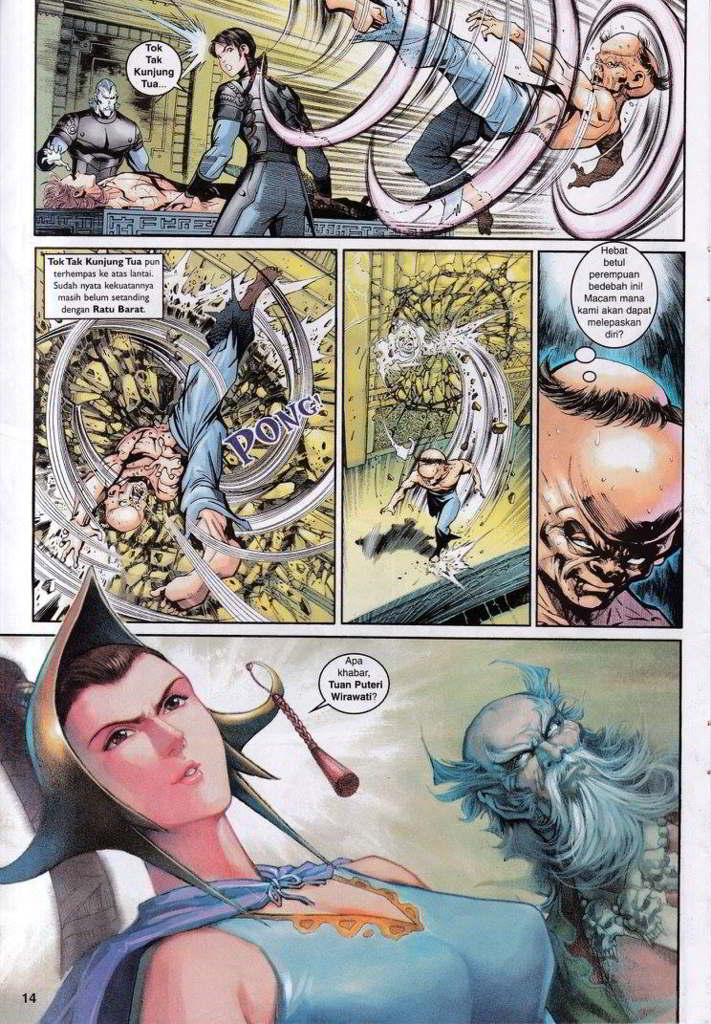 Tok
Tak
Kunjung
Tua...
Tok Tak Kunjung Tua pun
terhempas ke atas lantai.
Sudah nyata kekuatannya
masih belum setanding
dengan Ratu Barat.
PONG!
Hebat
betul
perempuan
bedebah ini!
Macam mana
kami akan dapat
melepaskan
diri?
Apa
khabar,
Tuan Puteri
Wirawati?
14